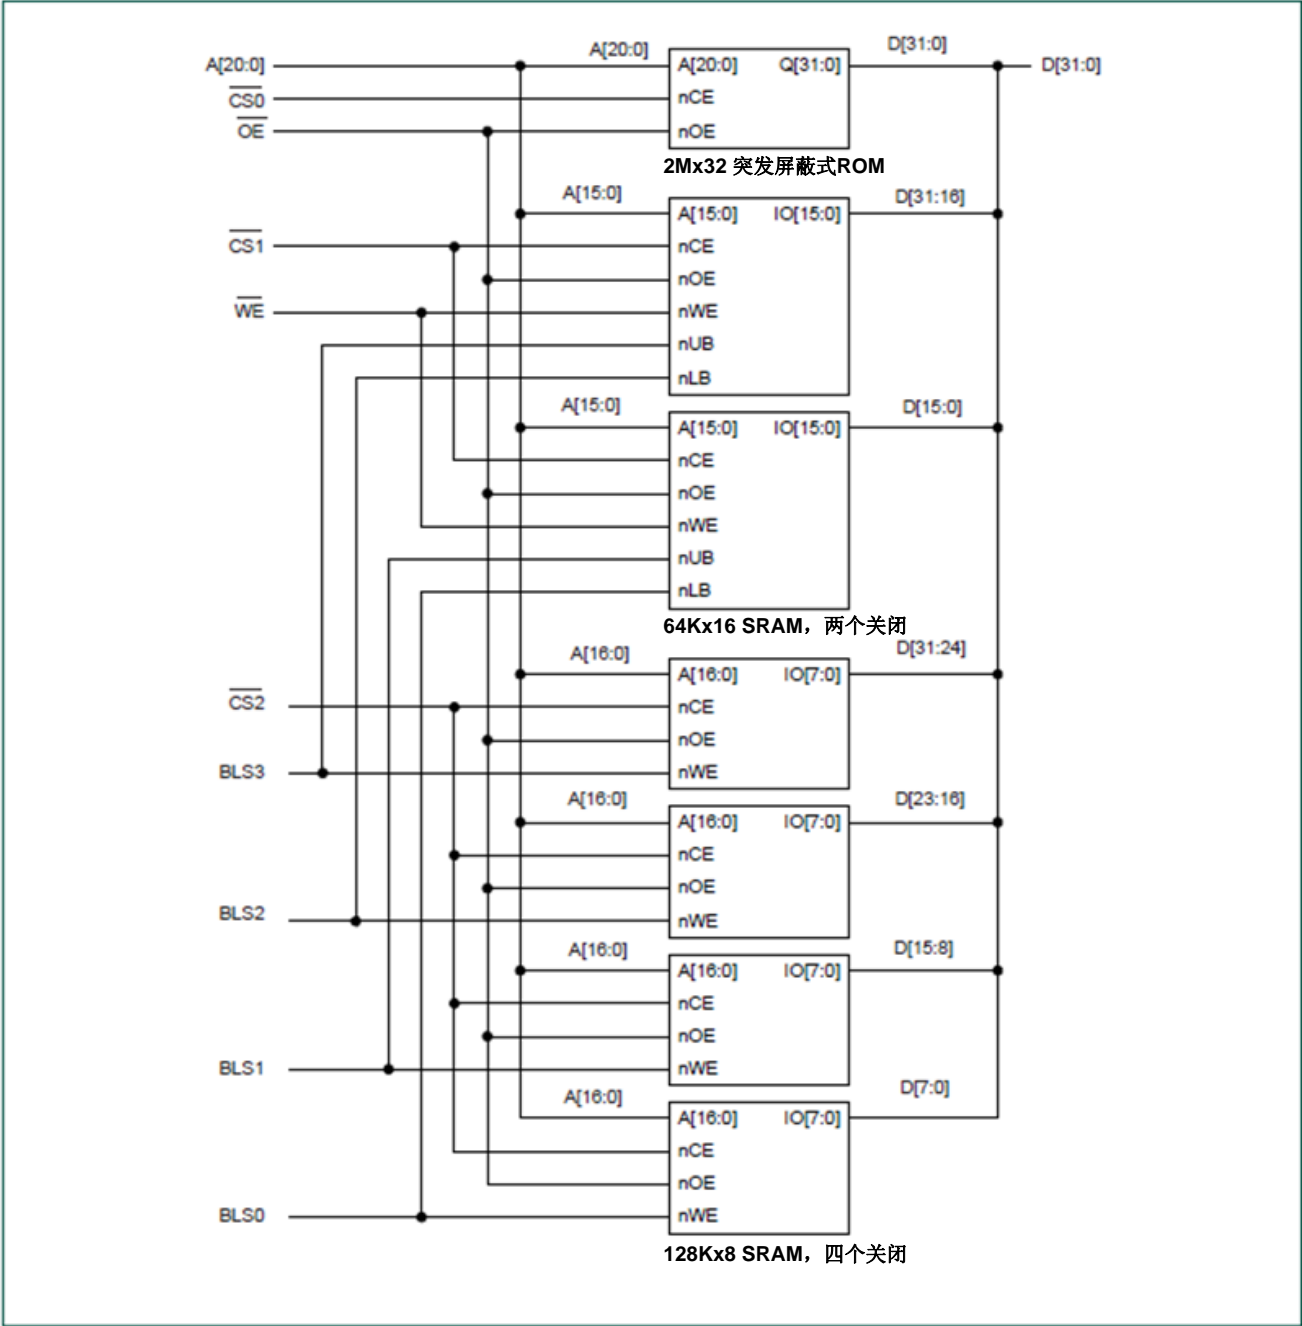 A[20:0]
D[31:0]
A[20:0]
A[20:0] Q[31:0]
D[31:0]
CS0
nCE
OE
nOE
2Mx32 突发屏蔽式ROM
A[15:0]
D[31:16]
A[15:0] IO[15:0]
CS1
nCE
nOE
WE
nWE
nUB
nLB
A[15:0]
D[15:0]
A[15:0] IO[15:0]
nCE
nOE
nWE
nUB
nLB
64Kx16 SRAM，两个关闭
A[16:0]
D[31:24]
A[16:0] IO[7:0]
CS2
nCE
nOE
BLS3
nWE
A[16:0]
D[23:16]
A[16:0] IO[7:0]
nCE
nOE
BLS2
nWE
A[16:0]
D[15:8]
A[16:0] IO[7:0]
nCE
nOE
BLS1
nWE
A[16:0]
D[7:0]
A[16:0] IO[7:0]
nCE
nOE
BLS0
nWE
128Kx8 SRAM，四个关闭